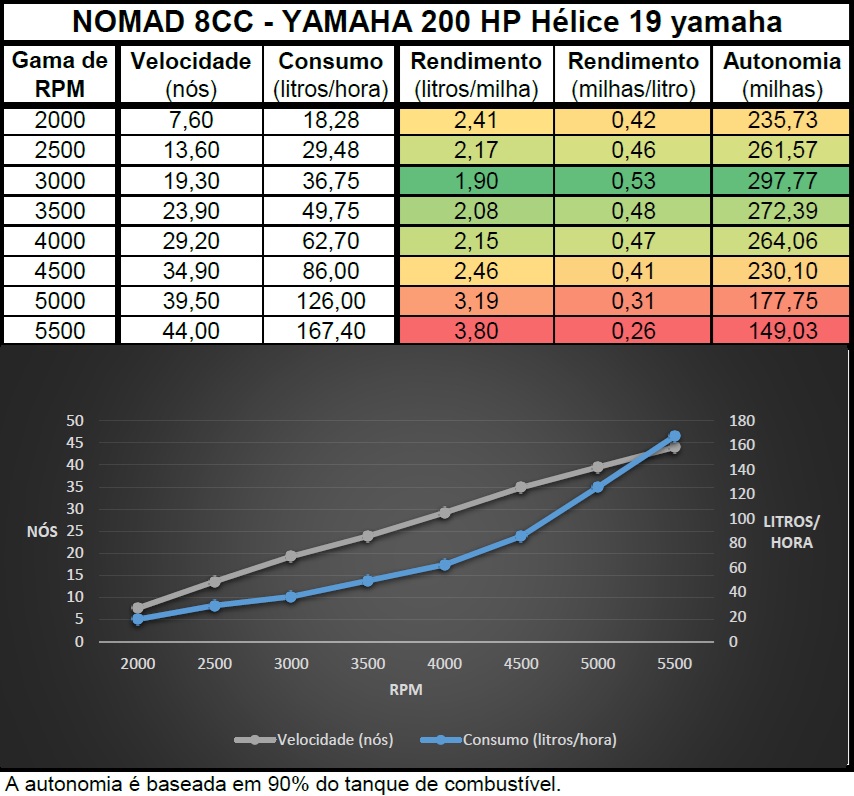 NOMAD 8CC - YAMAHA 200 HP Hélice 19 yamaha
Gama de RPM Velocidade (nós) Consumo (litros/hora) Rendimento (litros/milha) Rendimento (milhas/litro) Autonomia (milhas)
2000 7,60 18,28 2,41 0,42 235,73
2500 13,60 29,48 2,17 0,46 261,57
3000 19,30 36,75 1,90 0,53 297,77
3500 23,90 49,75 2,08 0,48 272,39
4000 29,20 62,70 2,15 0,47 264,06
4500 34,90 86,00 2,46 0,41 230,10
5000 39,50 126,00 3,19 0,31 177,75
5500 44,00 167,40 3,80 0,26 149,03
50 180
45 160
40 140
35 120
30 100
25 80
20 60
15 40
10 20
5 0
0
NÓS
LITROS/
HORA
2000 2500 3000 3500 4000 4500 5000 5500
RPM
Velocidade (nós) Consumo (litros/hora)
A autonomia é baseada em 90% do tanque de combustível.